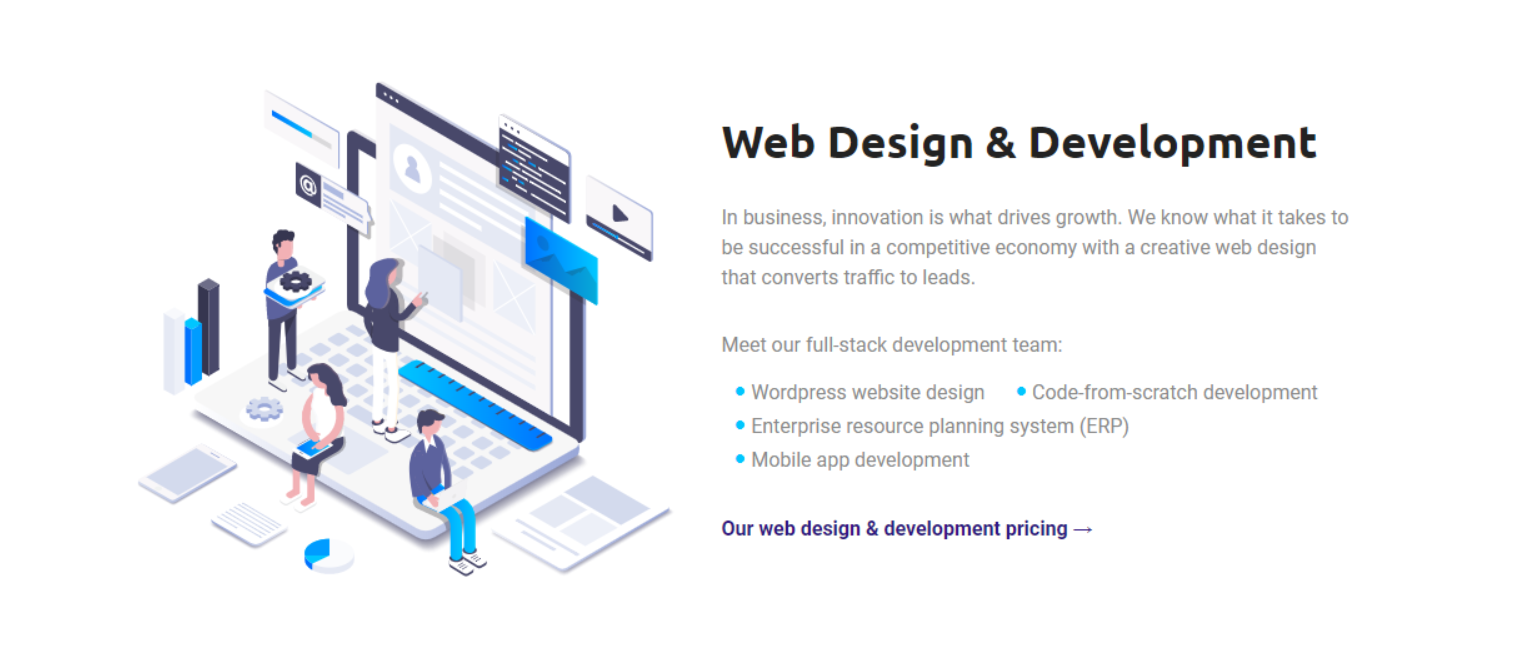 Web Design & Development
In business, innovation is what drives growth. We know what it takes to
be successful in a competitive economy with a creative web design
that converts traffic to leads.
Meet our full-stack development team:
• Wordpress website design • Code-from-scratch development
• Enterprise resource planning system (ERP)
• Mobile app development
Our web design & development pricing →
@